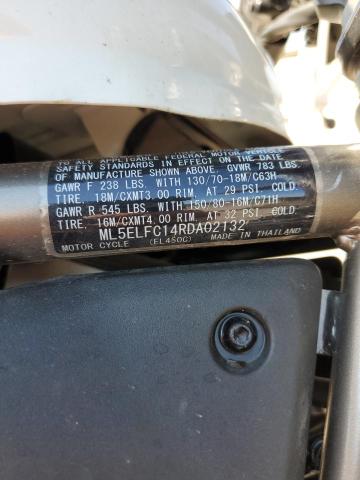 TO ALL APPLICABLE FEDERAL MOTOR VEHICLE
SAFETY STANDARDS IN EFFECT ON THE DATE
OF MANUFACTURE SHOWN ABOVE. GVWR 783 LBS.
GAWR F 238 LBS. WITH 130/70-18M/C63H
TIRE, 18M/CXMT3.00 RIM, AT 29 PSI COLD.
GAWR R 545 LBS. WITH 150/80-16M/C71H
TIRE, 16M/CXMT4.00 RIM, AT 32 PSI COLD.
ML5ELFC14RDA02132
MOTOR CYCLE (EL450C) MADE IN THAILAND